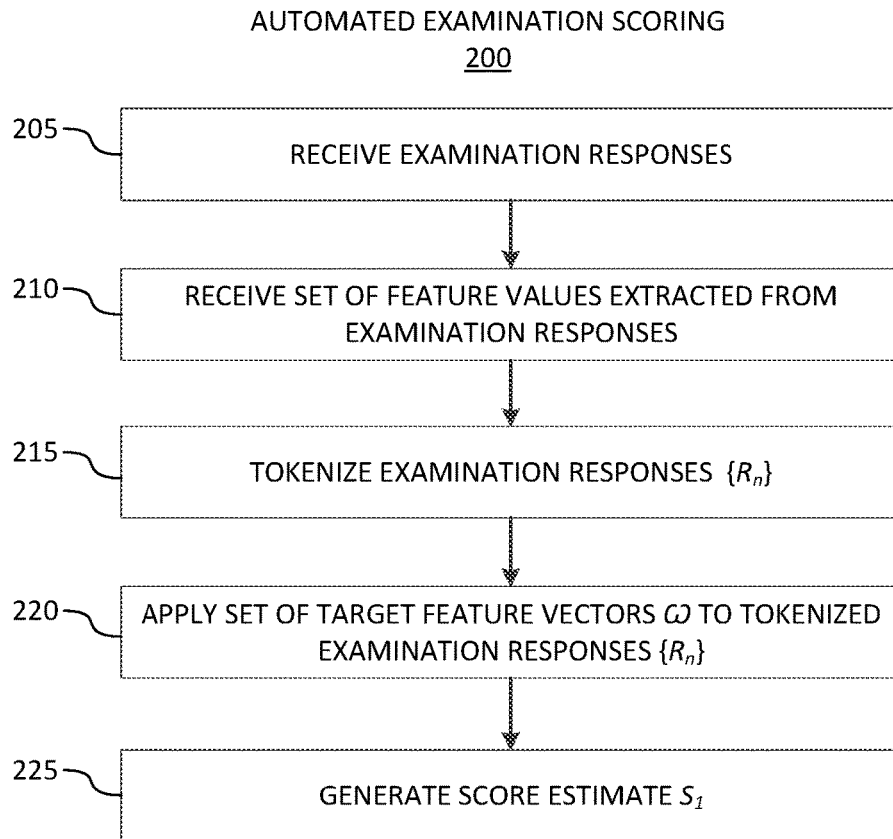 AUTOMATED EXAMINATION SCORING
200
205
RECEIVE EXAMINATION RESPONSES
210
RECEIVE SET OF FEATURE VALUES EXTRACTED FROM
EXAMINATION RESPONSES
215
TOKENIZE EXAMINATION RESPONSES {Rn}
220
APPLY SET OF TARGET FEATURE VECTORS ω TO TOKENIZED
EXAMINATION RESPONSES {Rn}
225
GENERATE SCORE ESTIMATE S1